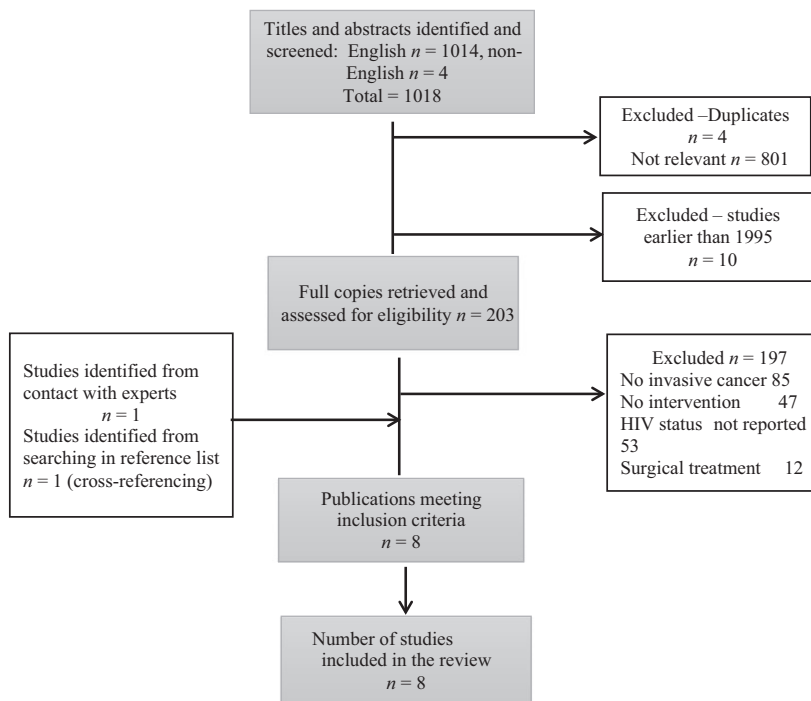 Titles and abstracts identified and
screened: English n = 1014, non-
English n = 4
Total = 1018
Excluded –Duplicates
n = 4
Not relevant n = 801
Excluded – studies
earlier than 1995
n = 10
Full copies retrieved and
assessed for eligibility n = 203
Studies identified from
contact with experts
n = 1
Studies identified from
searching in reference list
n = 1 (cross-referencing)
Excluded n = 197
No invasive cancer 85
No intervention 47
HIV status not reported
53
Surgical treatment 12
Publications meeting
inclusion criteria
n = 8
Number of studies
included in the review
n = 8